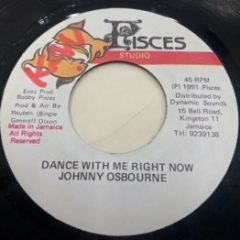 PISCES
STUDIO
Exec Prod.
Bobby Pisces
Prod & Arr By
Reuben (Bingie
General) Dixon
Made in Jamaica
All Rights
Reserved
45 RPM
(P) 1991 Pisces
Distributed by
Dynamic Sounds
15 Bell Road,
Kingston 11
Jamaica
Tel: 9239138
DANCE WITH ME RIGHT NOW
JOHNNY OSBOURNE